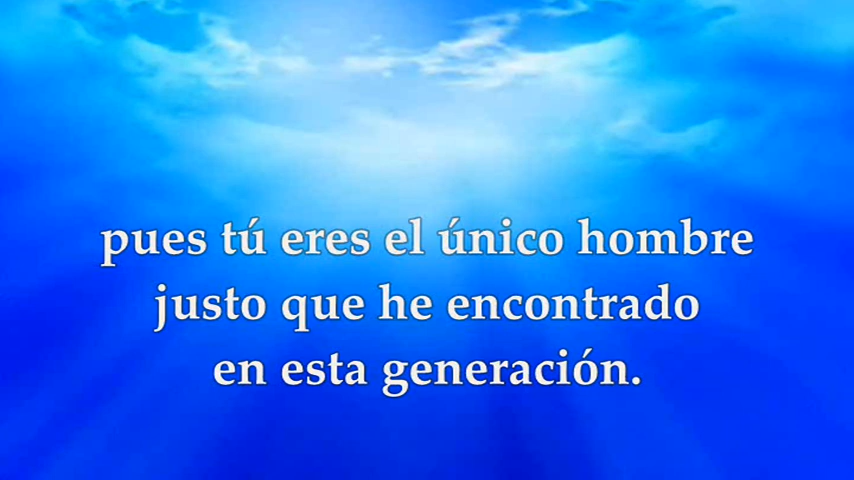 pues tú eres el único hombre
justo que he encontrado
en esta generación.